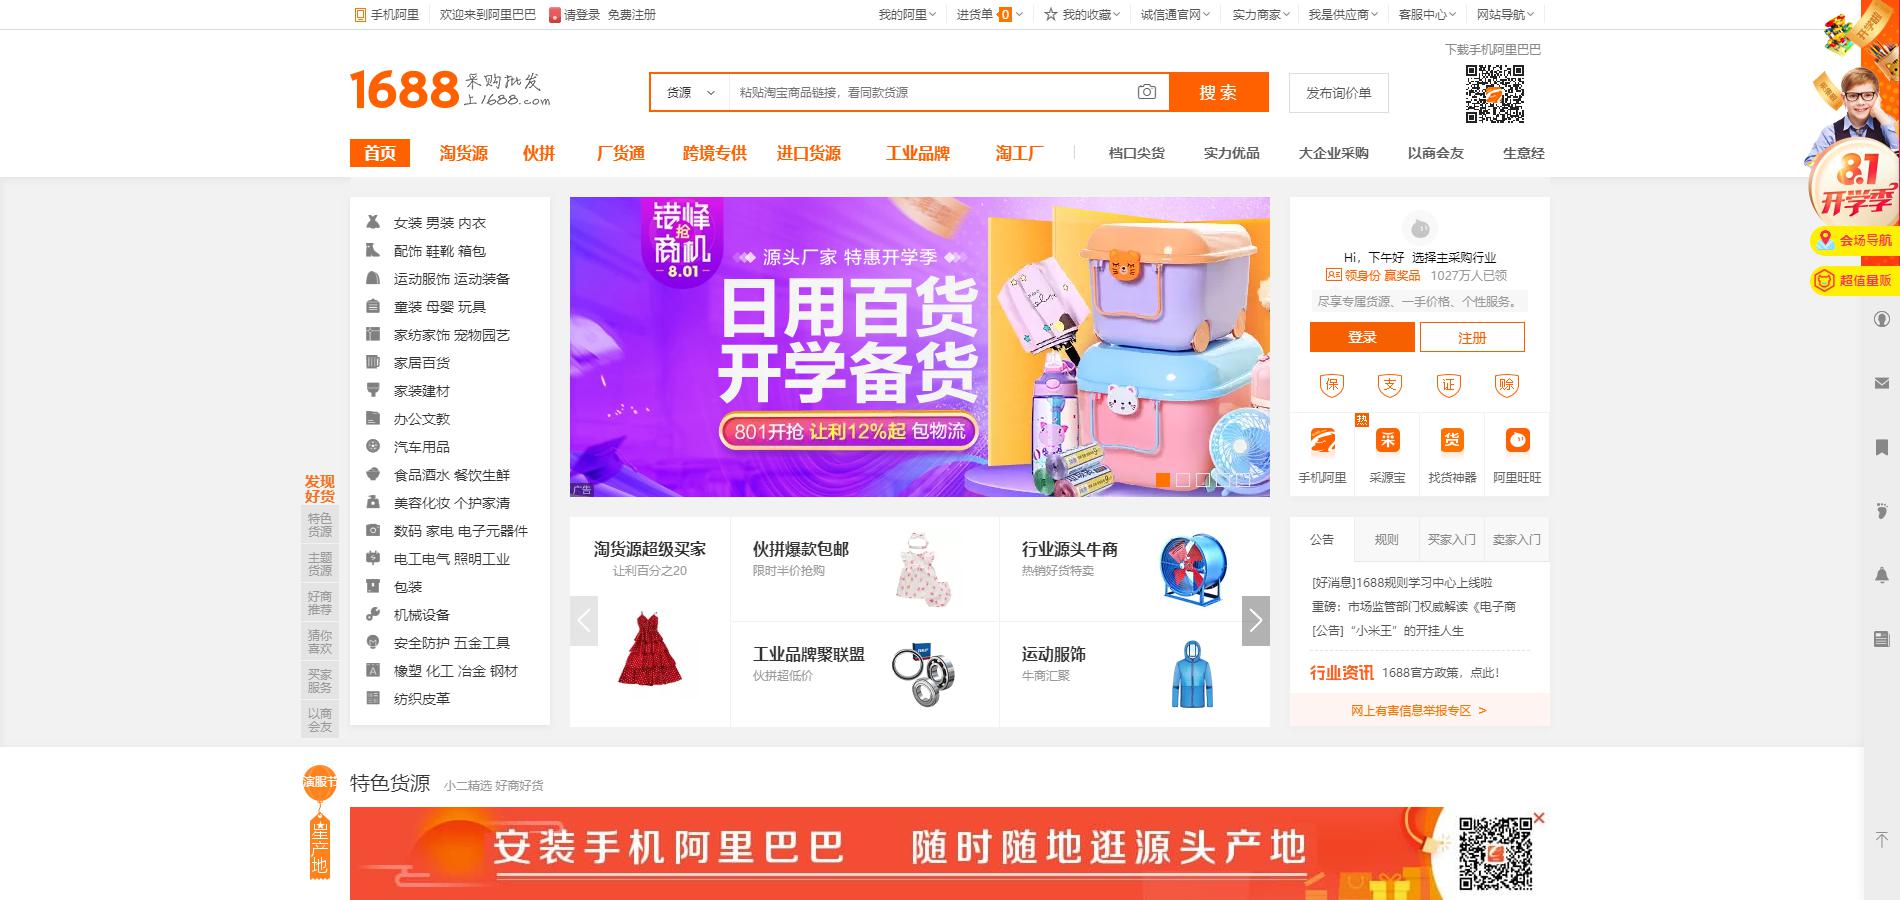 手机阿里 欢迎来到阿里巴巴 请登录 免费注册 我的阿里 进货单 0 我的收藏 诚信通官网 实力商家 我是供应商 客服中心 网站导航
下载手机阿里巴巴
1688 采购批发
上1688.com
货源 粘贴淘宝商品链接，看同款货源 搜索 发布询价单
首页 淘货源 伙拼 厂货通 跨境专供 进口货源 工业品牌 淘工厂 档口尖货 实力优品 大企业采购 以商会友 生意经
开学啦
8.1
开学季
会场导航
超值量贩
女装 男装 内衣
配饰 鞋靴 箱包
运动服饰 运动装备
童装 母婴 玩具
家纺家饰 宠物园艺
家居百货
家装建材
办公文教
汽车用品
食品酒水 餐饮生鲜
美容化妆 个护家清
数码 家电 电子元器件
电工电气 照明工业
包装
机械设备
安全防护 五金工具
橡塑 化工 冶金 钢材
纺织皮革
发现
好货
特色
货源
主题
货源
好商
推荐
猜你
喜欢
买家
服务
以商
会友
错峰
抢
商机
8.01
源头厂家 特惠开学季
日用百货
开学备货
801开抢 让利12%起 包物流
广告
Hi，下午好 选择主采购行业
领身份 赢奖品 1027万人已领
尽享专属货源、一手价格、个性服务。
登录 注册
保 支 证 赊
热
采 货
手机阿里 采源宝 找货神器 阿里旺旺
淘货源超级买家
让利百分之20
伙拼爆款包邮
限时半价抢购
行业源头牛商
热销好货特卖
工业品牌聚联盟
伙拼超低价
运动服饰
牛商汇聚
公告 规则 买家入门 卖家入门
[好消息]1688规则学习中心上线啦
重磅：市场监管部门权威解读《电子商
[公告]“小米王”的开挂人生
行业资讯 1688官方政策，点此！
网上有害信息举报专区 >
演服节
星产地
特色货源 小二精选 好商好货
安装手机阿里巴巴 随时随地逛源头产地